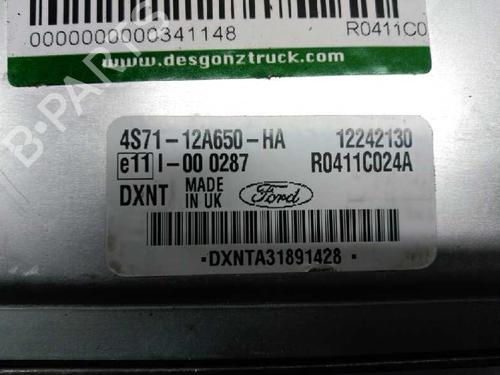 0000000000341148 R0411C0
www.desgonztruck.com
B-PARTS
4S71-12A650-HA 12242130
e11 I-00 0287 R0411C024A
DXNT MADE IN UK Ford
·DXNTA31891428·